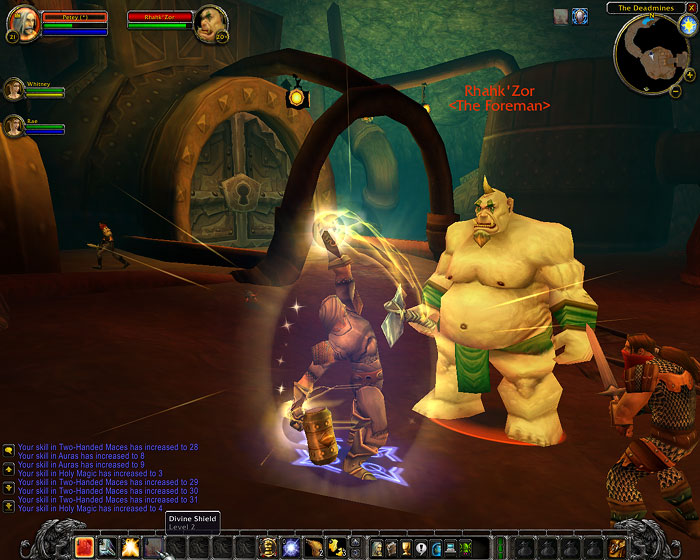 Petey (*)
Rhahk'Zor
The Deadmines
N
21
20+
Whitney
Rae
Rhahk'Zor
<The Foreman>
Your skill in Two-Handed Maces has increased to 28
Your skill in Auras has increased to 8
Your skill in Auras has increased to 9
Your skill in Holy Magic has increased to 3
Your skill in Two-Handed Maces has increased to 29
Your skill in Two-Handed Maces has increased to 30
Your skill in Two-Handed Maces has increased to 31
Your skill in Holy Magic has increased to 4
Divine Shield
Level 2